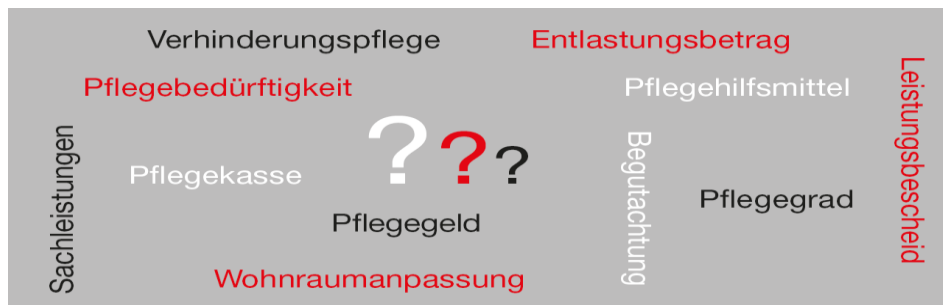 Verhinderungspflege
Entlastungsbetrag
Pflegebedürftigkeit
Pflegehilfsmittel
Leistungsbescheid
Sachleistungen
Pflegekasse
? ? ?
Begutachtung
Pflegegrad
Pflegegeld
Wohnraumanpassung